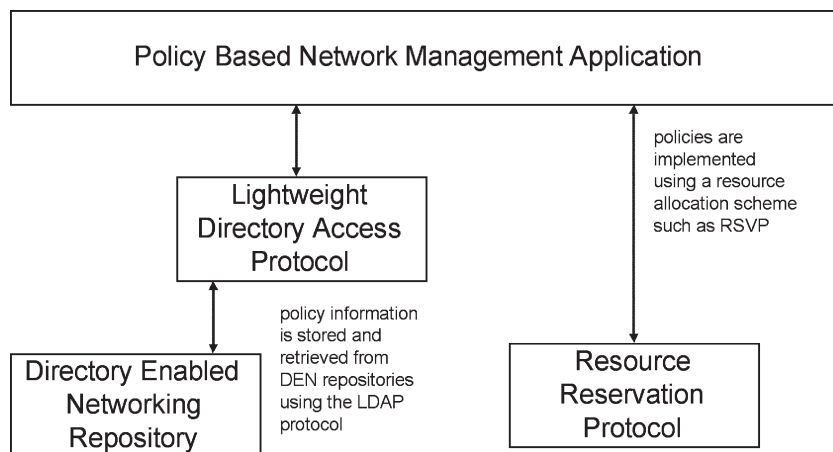 Policy Based Network Management Application
policies are
implemented
using a resource
allocation scheme
such as RSVP
Lightweight
Directory Access
Protocol
policy information
is stored and
retrieved from
DEN repositories
using the LDAP
protocol
Directory Enabled
Networking
Repository
Resource
Reservation
Protocol